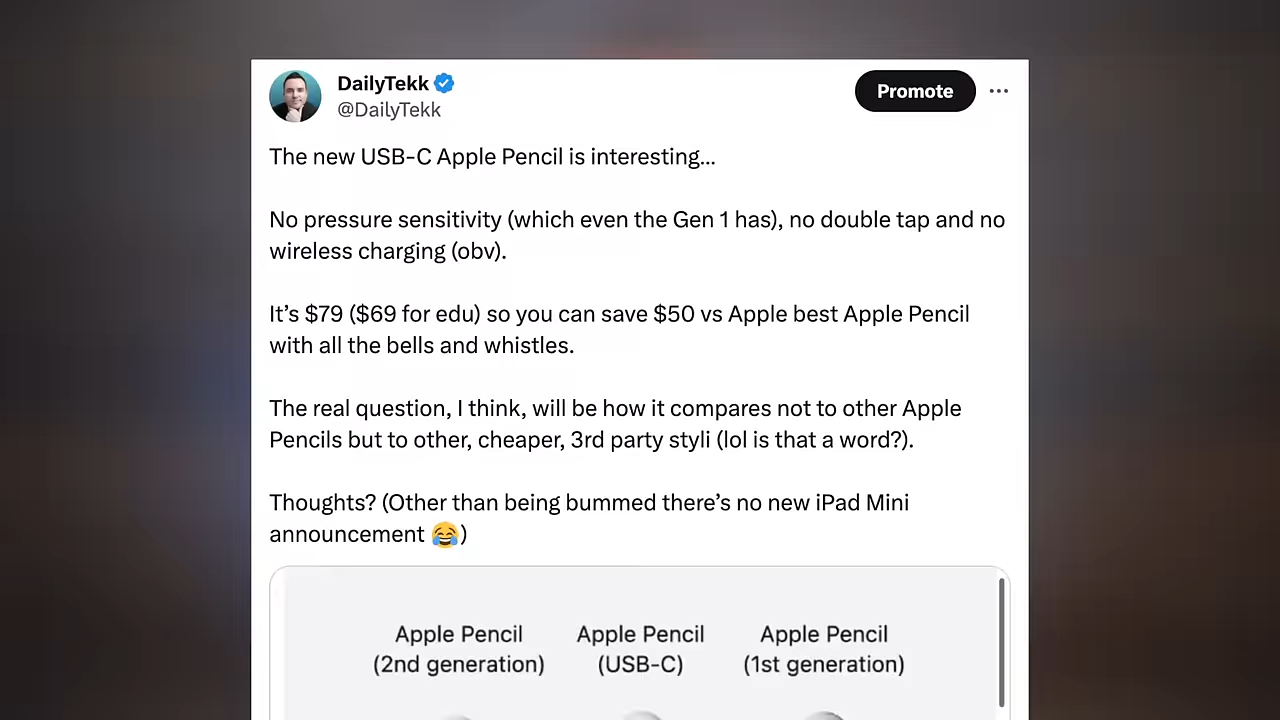 DailyTekk
@DailyTekk
Promote
The new USB-C Apple Pencil is interesting...
No pressure sensitivity (which even the Gen 1 has), no double tap and no
wireless charging (obv).
It's $79 ($69 for edu) so you can save $50 vs Apple best Apple Pencil
with all the bells and whistles.
The real question, I think, will be how it compares not to other Apple
Pencils but to other, cheaper, 3rd party styli (lol is that a word?).
Thoughts? (Other than being bummed there's no new iPad Mini
announcement 😂)
Apple Pencil Apple Pencil Apple Pencil
(2nd generation) (USB-C) (1st generation)